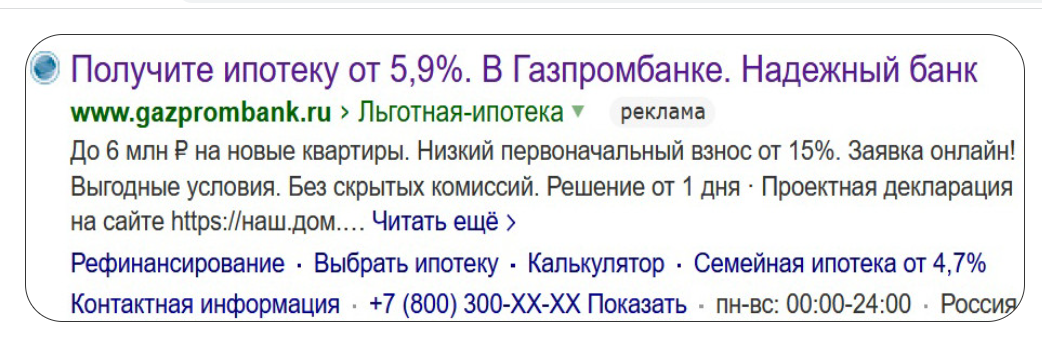 Получите ипотеку от 5,9%. В Газпромбанке. Надежный банк
www.gazprombank.ru › Льготная-ипотека ▼ реклама
До 6 млн ₽ на новые квартиры. Низкий первоначальный взнос от 15%. Заявка онлайн!
Выгодные условия. Без скрытых комиссий. Решение от 1 дня · Проектная декларация
на сайте https://наш.дом.… Читать ещё ›
Рефинансирование · Выбрать ипотеку · Калькулятор · Семейная ипотека от 4,7%
Контактная информация · +7 (800) 300-XX-XX Показать · пн-вс: 00:00-24:00 · Россия